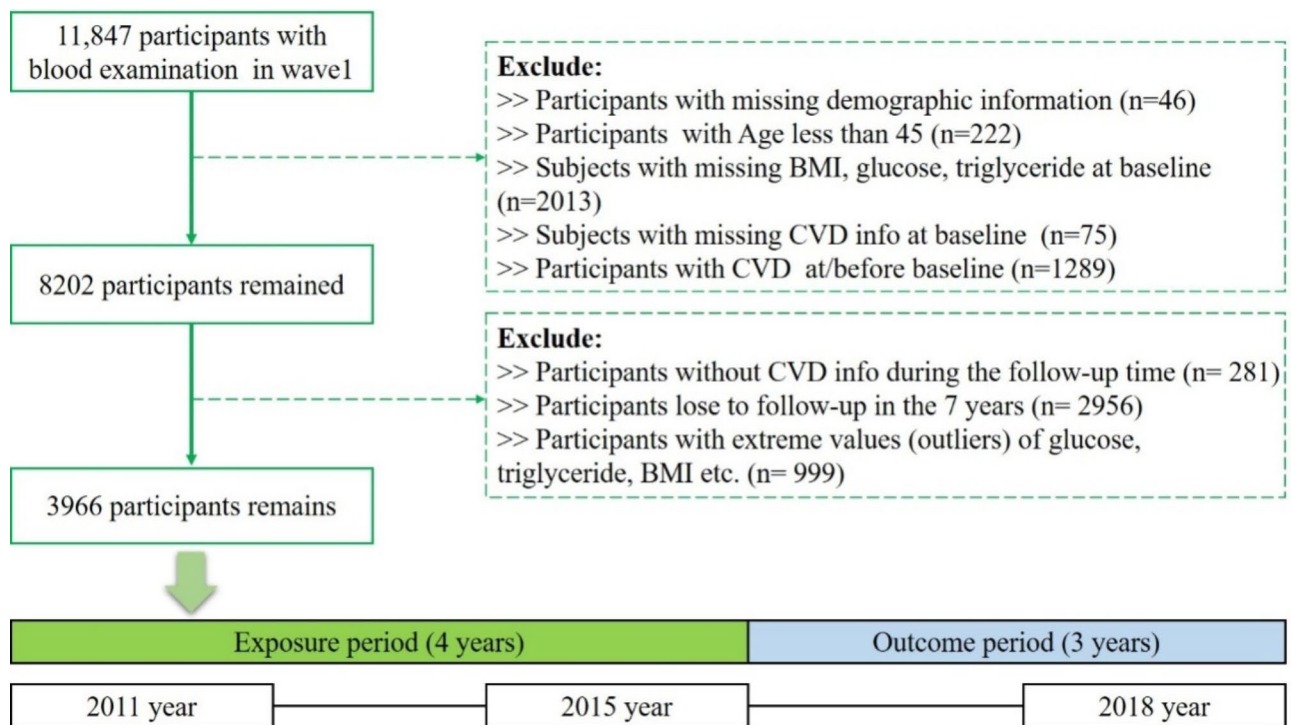 11,847 participants with
blood examination in wave1
Exclude:
>> Participants with missing demographic information (n=46)
>> Participants with Age less than 45 (n=222)
>> Subjects with missing BMI, glucose, triglyceride at baseline
(n=2013)
>> Subjects with missing CVD info at baseline (n=75)
>> Participants with CVD at/before baseline (n=1289)
8202 participants remained
Exclude:
>> Participants without CVD info during the follow-up time (n= 281)
>> Participants lose to follow-up in the 7 years (n= 2956)
>> Participants with extreme values (outliers) of glucose,
triglyceride, BMI etc. (n= 999)
3966 participants remains
Exposure period (4 years)
Outcome period (3 years)
2011 year
2015 year
2018 year